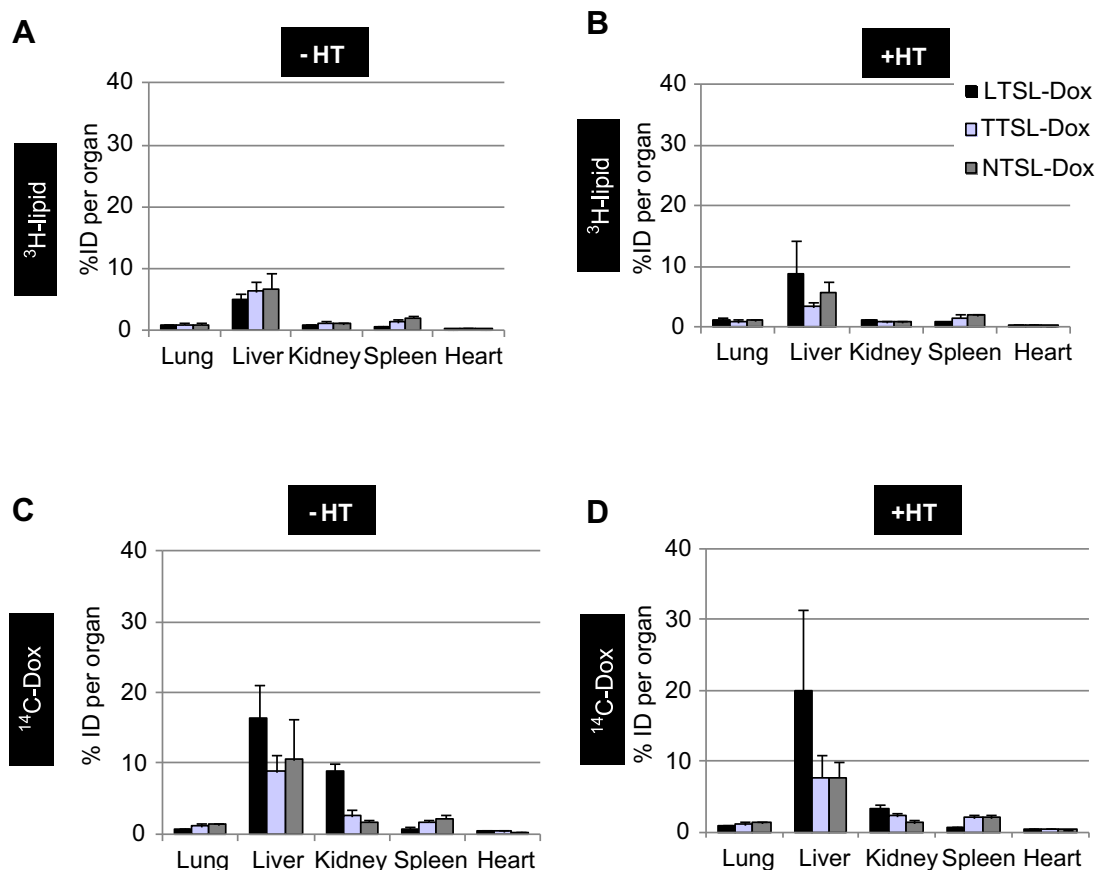 A
- HT
40
30
20
10
0
%ID per organ
³H-lipid
Lung Liver Kidney Spleen Heart
B
+HT
40
30
20
10
0
%ID per organ
³H-lipid
LTSL-Dox
TTSL-Dox
NTSL-Dox
Lung Liver Kidney Spleen Heart
C
- HT
40
30
20
10
0
% ID per organ
¹⁴C-Dox
Lung Liver Kidney Spleen Heart
D
+HT
40
30
20
10
0
% ID per organ
¹⁴C-Dox
Lung Liver Kidney Spleen Heart